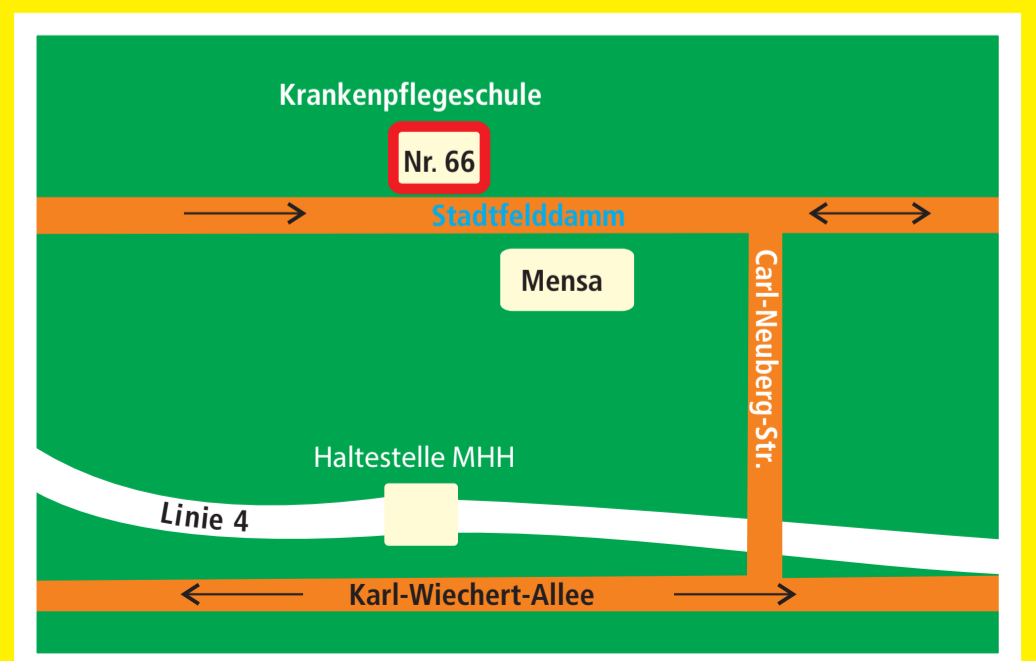 Krankenpflegeschule
Nr. 66
Stadtfelddamm
Mensa
Carl-Neuberg-Str.
Haltestelle MHH
Linie 4
Karl-Wiechert-Allee